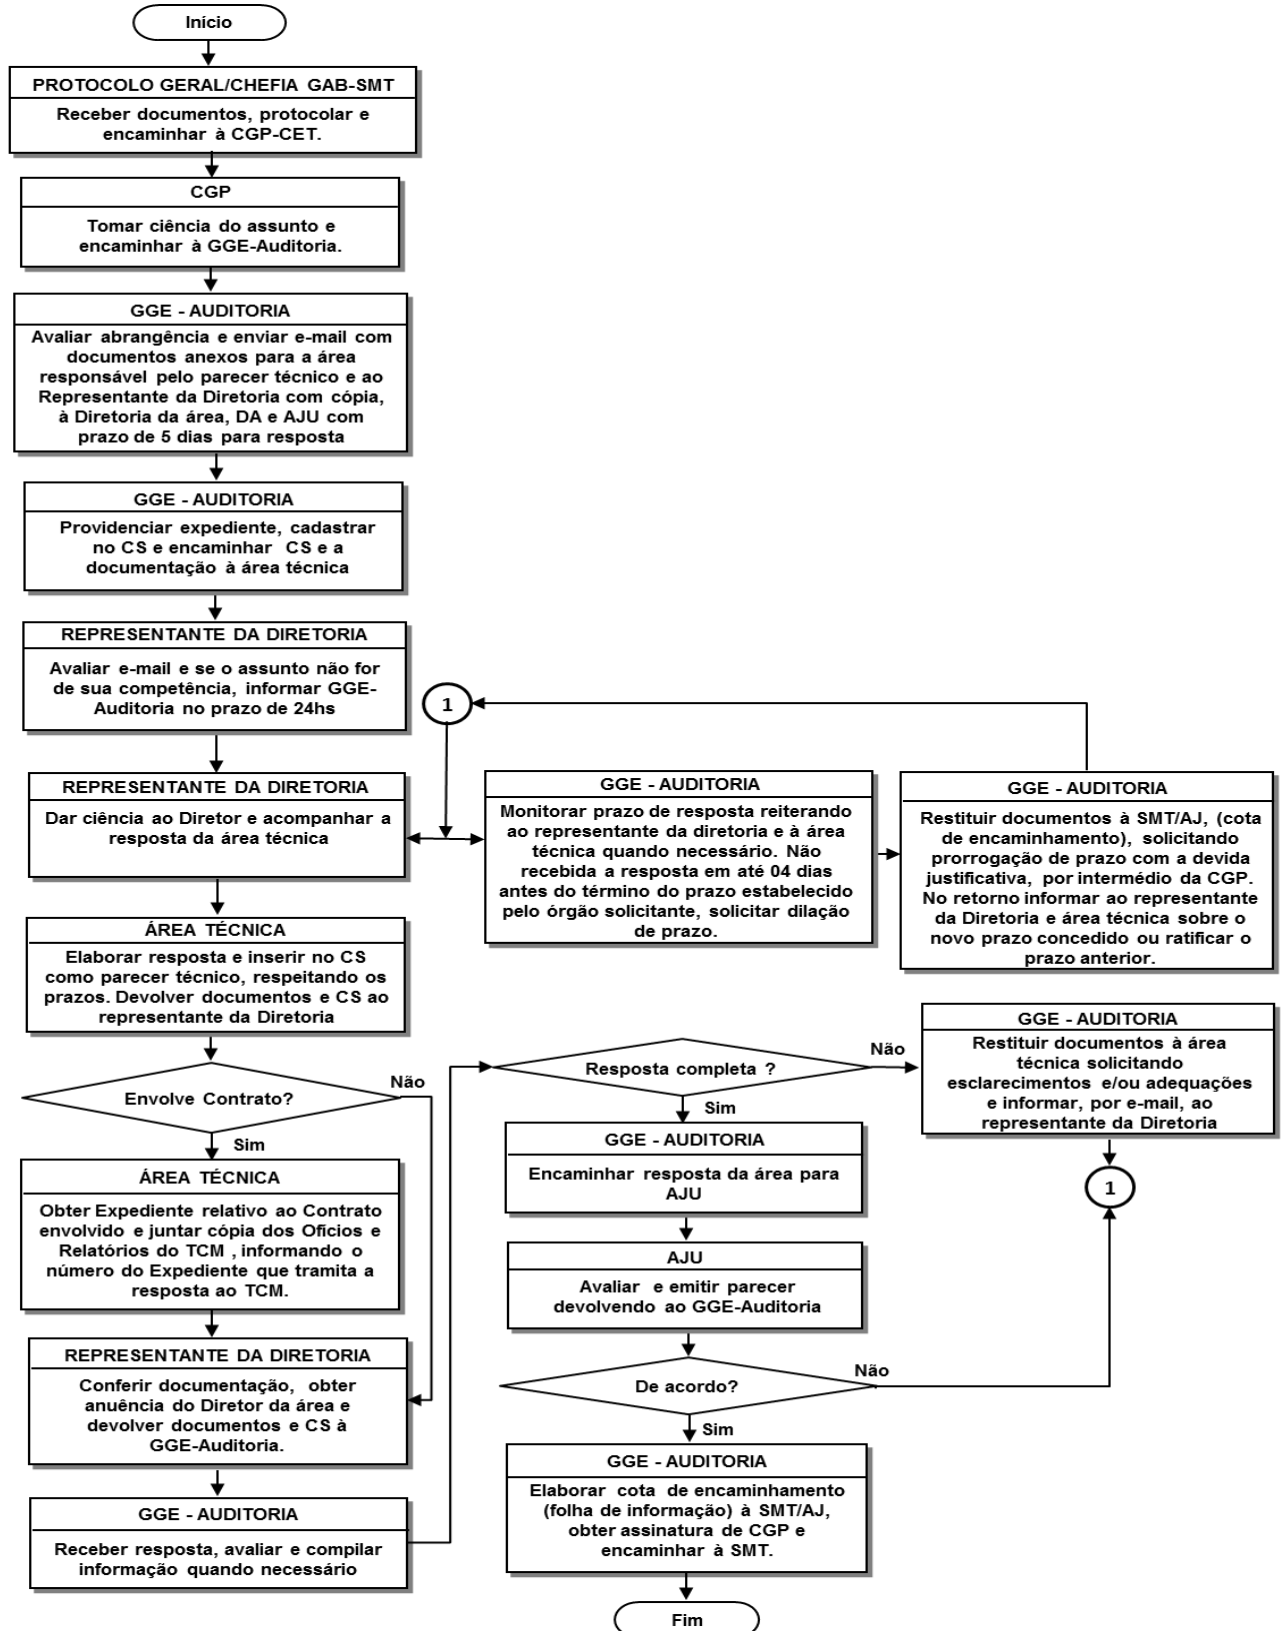 Início
PROTOCOLO GERAL/CHEFIA GAB-SMT
Receber documentos, protocolar e
encaminhar à CGP-CET.
CGP
Tomar ciência do assunto e
encaminhar à GGE-Auditoria.
GGE - AUDITORIA
Avaliar abrangência e enviar e-mail com
documentos anexos para a área
responsável pelo parecer técnico e ao
Representante da Diretoria com cópia,
à Diretoria da área, DA e AJU com
prazo de 5 dias para resposta
GGE - AUDITORIA
Providenciar expediente, cadastrar
no CS e encaminhar CS e a
documentação à área técnica
REPRESENTANTE DA DIRETORIA
Avaliar e-mail e se o assunto não for
de sua competência, informar GGE-
Auditoria no prazo de 24hs
1
REPRESENTANTE DA DIRETORIA
Dar ciência ao Diretor e acompanhar a
resposta da área técnica
GGE - AUDITORIA
Monitorar prazo de resposta reiterando
ao representante da diretoria e à área
técnica quando necessário. Não
recebida a resposta em até 04 dias
antes do término do prazo estabelecido
pelo órgão solicitante, solicitar dilação
de prazo.
GGE - AUDITORIA
Restituir documentos à SMT/AJ, (cota
de encaminhamento), solicitando
prorrogação de prazo com a devida
justificativa, por intermédio da CGP.
No retorno informar ao representante
da Diretoria e área técnica sobre o
novo prazo concedido ou ratificar o
prazo anterior.
ÁREA TÉCNICA
Elaborar resposta e inserir no CS
como parecer técnico, respeitando os
prazos. Devolver documentos e CS ao
representante da Diretoria
Envolve Contrato?
Não
Sim
ÁREA TÉCNICA
Obter Expediente relativo ao Contrato
envolvido e juntar cópia dos Ofícios e
Relatórios do TCM , informando o
número do Expediente que tramita a
resposta ao TCM.
REPRESENTANTE DA DIRETORIA
Conferir documentação, obter
anuência do Diretor da área e
devolver documentos e CS à
GGE-Auditoria.
GGE - AUDITORIA
Receber resposta, avaliar e compilar
informação quando necessário
Resposta completa ?
Não
Sim
GGE - AUDITORIA
Restituir documentos à área
técnica solicitando
esclarecimentos e/ou adequações
e informar, por e-mail, ao
representante da Diretoria
1
GGE - AUDITORIA
Encaminhar resposta da área para
AJU
AJU
Avaliar e emitir parecer
devolvendo ao GGE-Auditoria
De acordo?
Não
Sim
GGE - AUDITORIA
Elaborar cota de encaminhamento
(folha de informação) à SMT/AJ,
obter assinatura de CGP e
encaminhar à SMT.
Fim